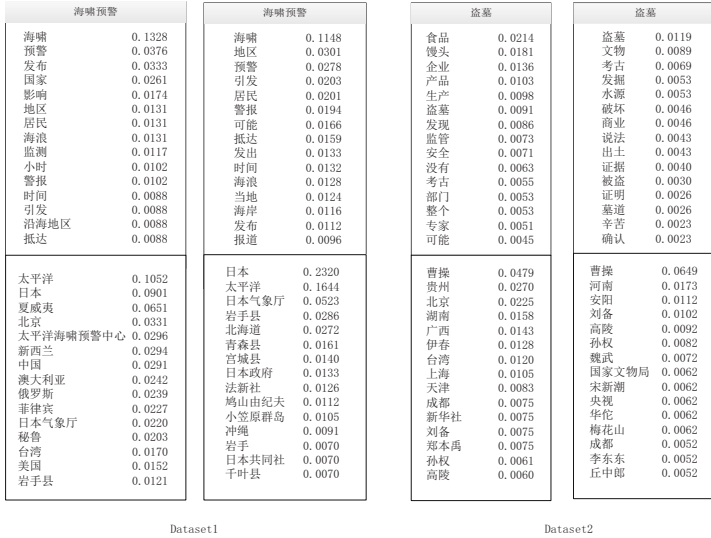 海啸预警
海啸 0.1328
预警 0.0376
发布 0.0333
国家 0.0261
影响 0.0174
地区 0.0131
居民 0.0131
海浪 0.0131
监测 0.0117
小时 0.0102
警报 0.0102
时间 0.0088
引发 0.0088
沿海地区 0.0088
抵达 0.0088
太平洋 0.1052
日本 0.0901
夏威夷 0.0651
北京 0.0331
太平洋海啸预警中心 0.0296
新西兰 0.0294
中国 0.0291
澳大利亚 0.0242
俄罗斯 0.0239
菲律宾 0.0227
日本气象厅 0.0220
秘鲁 0.0203
台湾 0.0170
美国 0.0152
岩手县 0.0121
海啸预警
海啸 0.1148
地区 0.0301
预警 0.0278
引发 0.0203
居民 0.0201
警报 0.0194
可能 0.0166
抵达 0.0159
发出 0.0133
时间 0.0132
海浪 0.0128
当地 0.0124
海岸 0.0116
发布 0.0112
报道 0.0096
日本 0.2320
太平洋 0.1644
日本气象厅 0.0523
岩手县 0.0286
北海道 0.0272
青森县 0.0161
宫城县 0.0140
日本政府 0.0133
法新社 0.0126
鸠山由纪夫 0.0112
小笠原群岛 0.0105
冲绳 0.0091
岩手 0.0070
日本共同社 0.0070
千叶县 0.0070
Dataset1
盗墓
食品 0.0214
馒头 0.0181
企业 0.0136
产品 0.0103
生产 0.0098
盗墓 0.0091
发现 0.0086
监管 0.0073
安全 0.0071
没有 0.0063
考古 0.0055
部门 0.0053
整个 0.0053
专家 0.0051
可能 0.0045
曹操 0.0479
贵州 0.0270
北京 0.0225
湖南 0.0158
广西 0.0143
伊春 0.0128
台湾 0.0120
上海 0.0105
天津 0.0083
成都 0.0075
新华社 0.0075
刘备 0.0075
郑本禹 0.0075
孙权 0.0061
高陵 0.0060
盗墓
盗墓 0.0119
文物 0.0089
考古 0.0069
发掘 0.0053
水源 0.0053
破坏 0.0046
商业 0.0046
说法 0.0043
出土 0.0043
证据 0.0040
被盗 0.0030
证明 0.0026
墓道 0.0026
辛苦 0.0023
确认 0.0023
曹操 0.0649
河南 0.0173
安阳 0.0112
刘备 0.0102
高陵 0.0092
孙权 0.0082
魏武 0.0072
国家文物局 0.0062
宋新潮 0.0062
央视 0.0062
华佗 0.0062
梅花山 0.0062
成都 0.0052
李东东 0.0052
丘中郎 0.0052
Dataset2